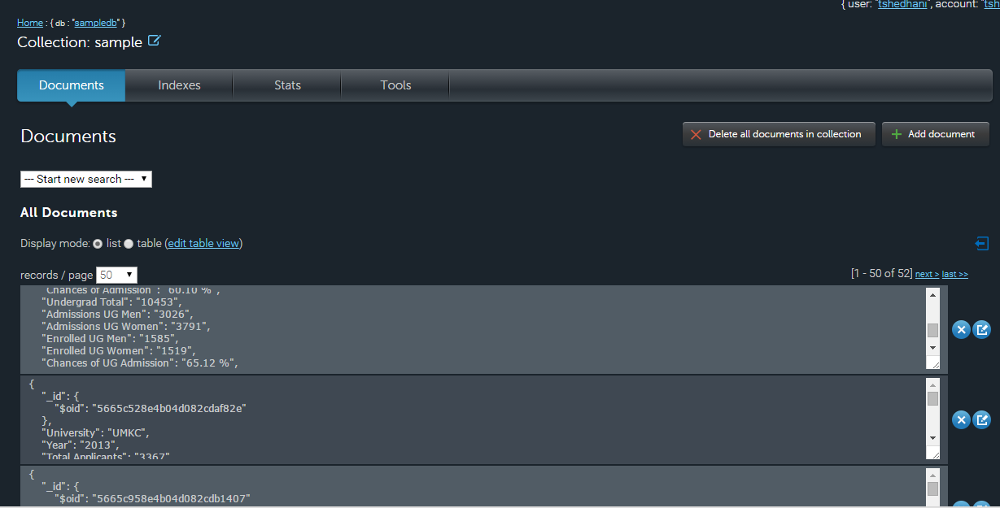 { user: "tshedhani", account: "tsh
Home : { db : "sampledb" }
Collection: sample
Documents Indexes Stats Tools
Documents
Delete all documents in collection
Add document
--- Start new search ---
All Documents
Display mode: list table (edit table view)
records / page 50
[1 - 50 of 52] next > last >>
"Chances of Admission": "60.10 %",
"Undergrad Total": "10453",
"Admissions UG Men": "3026",
"Admissions UG Women": "3791",
"Enrolled UG Men": "1585",
"Enrolled UG Women": "1519",
"Chances of UG Admission": "65.12 %",
{
"_id": {
"$oid": "5665c528e4b04d082cdaf82e"
},
"University": "UMKC",
"Year": "2013",
"Total Applicants": "3367"
{
"_id": {
"$oid": "5665c958e4b04d082cdb1407"